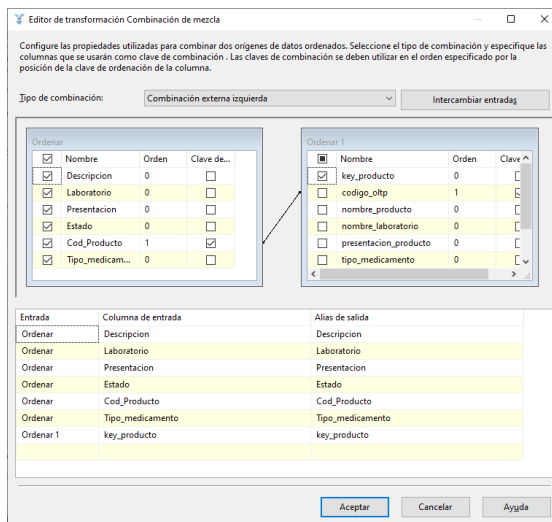 Editor de transformación Combinación de mezcla
Configure las propiedades utilizadas para combinar dos orígenes de datos ordenados. Seleccione el tipo de combinación y especifique las
columnas que se usarán como clave de combinación . Las claves de combinación se deben utilizar en el orden especificado por la
posición de la clave de ordenación de la columna.
Tipo de combinación: Combinación externa izquierda Intercambiar entradas
Ordenar
Nombre Orden Clave de...
Descripcion 0
Laboratorio 0
Presentacion 0
Estado 0
Cod_Producto 1
Tipo_medicam... 0
Ordenar 1
Nombre Orden Clave
key_producto 0
codigo_oltp 1
nombre_producto 0
nombre_laboratorio 0
presentacion_producto 0
tipo_medicamento 0
Entrada Columna de entrada Alias de salida
Ordenar Descripcion Descripcion
Ordenar Laboratorio Laboratorio
Ordenar Presentacion Presentacion
Ordenar Estado Estado
Ordenar Cod_Producto Cod_Producto
Ordenar Tipo_medicamento Tipo_medicamento
Ordenar 1 key_producto key_producto
Aceptar Cancelar Ayuda